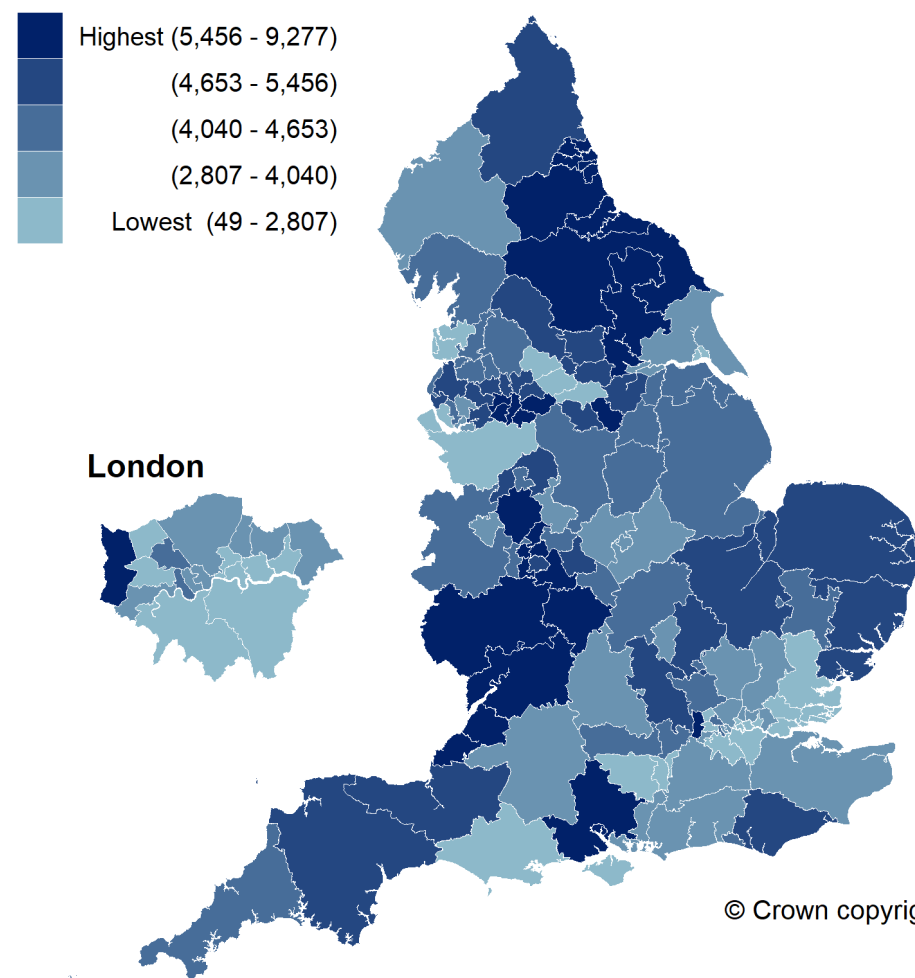 Highest (5,456 - 9,277)
(4,653 - 5,456)
(4,040 - 4,653)
(2,807 - 4,040)
Lowest (49 - 2,807)
London
© Crown copyrig